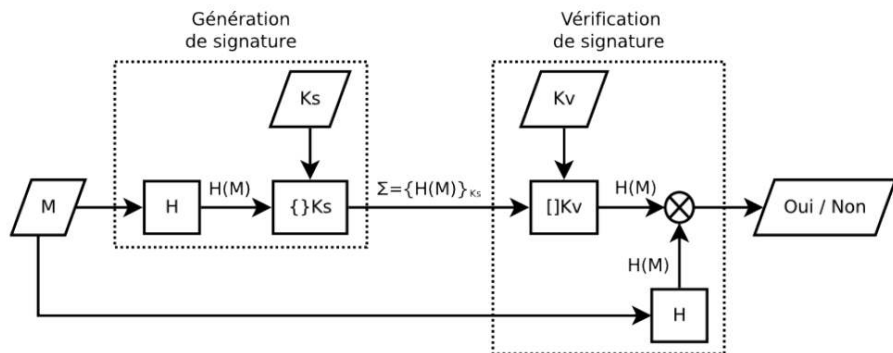 Génération
de signature
Vérification
de signature
Ks
Kv
M
H
H(M)
{}Ks
Σ={H(M)}Ks
[]Kv
H(M)
Oui / Non
H(M)
H